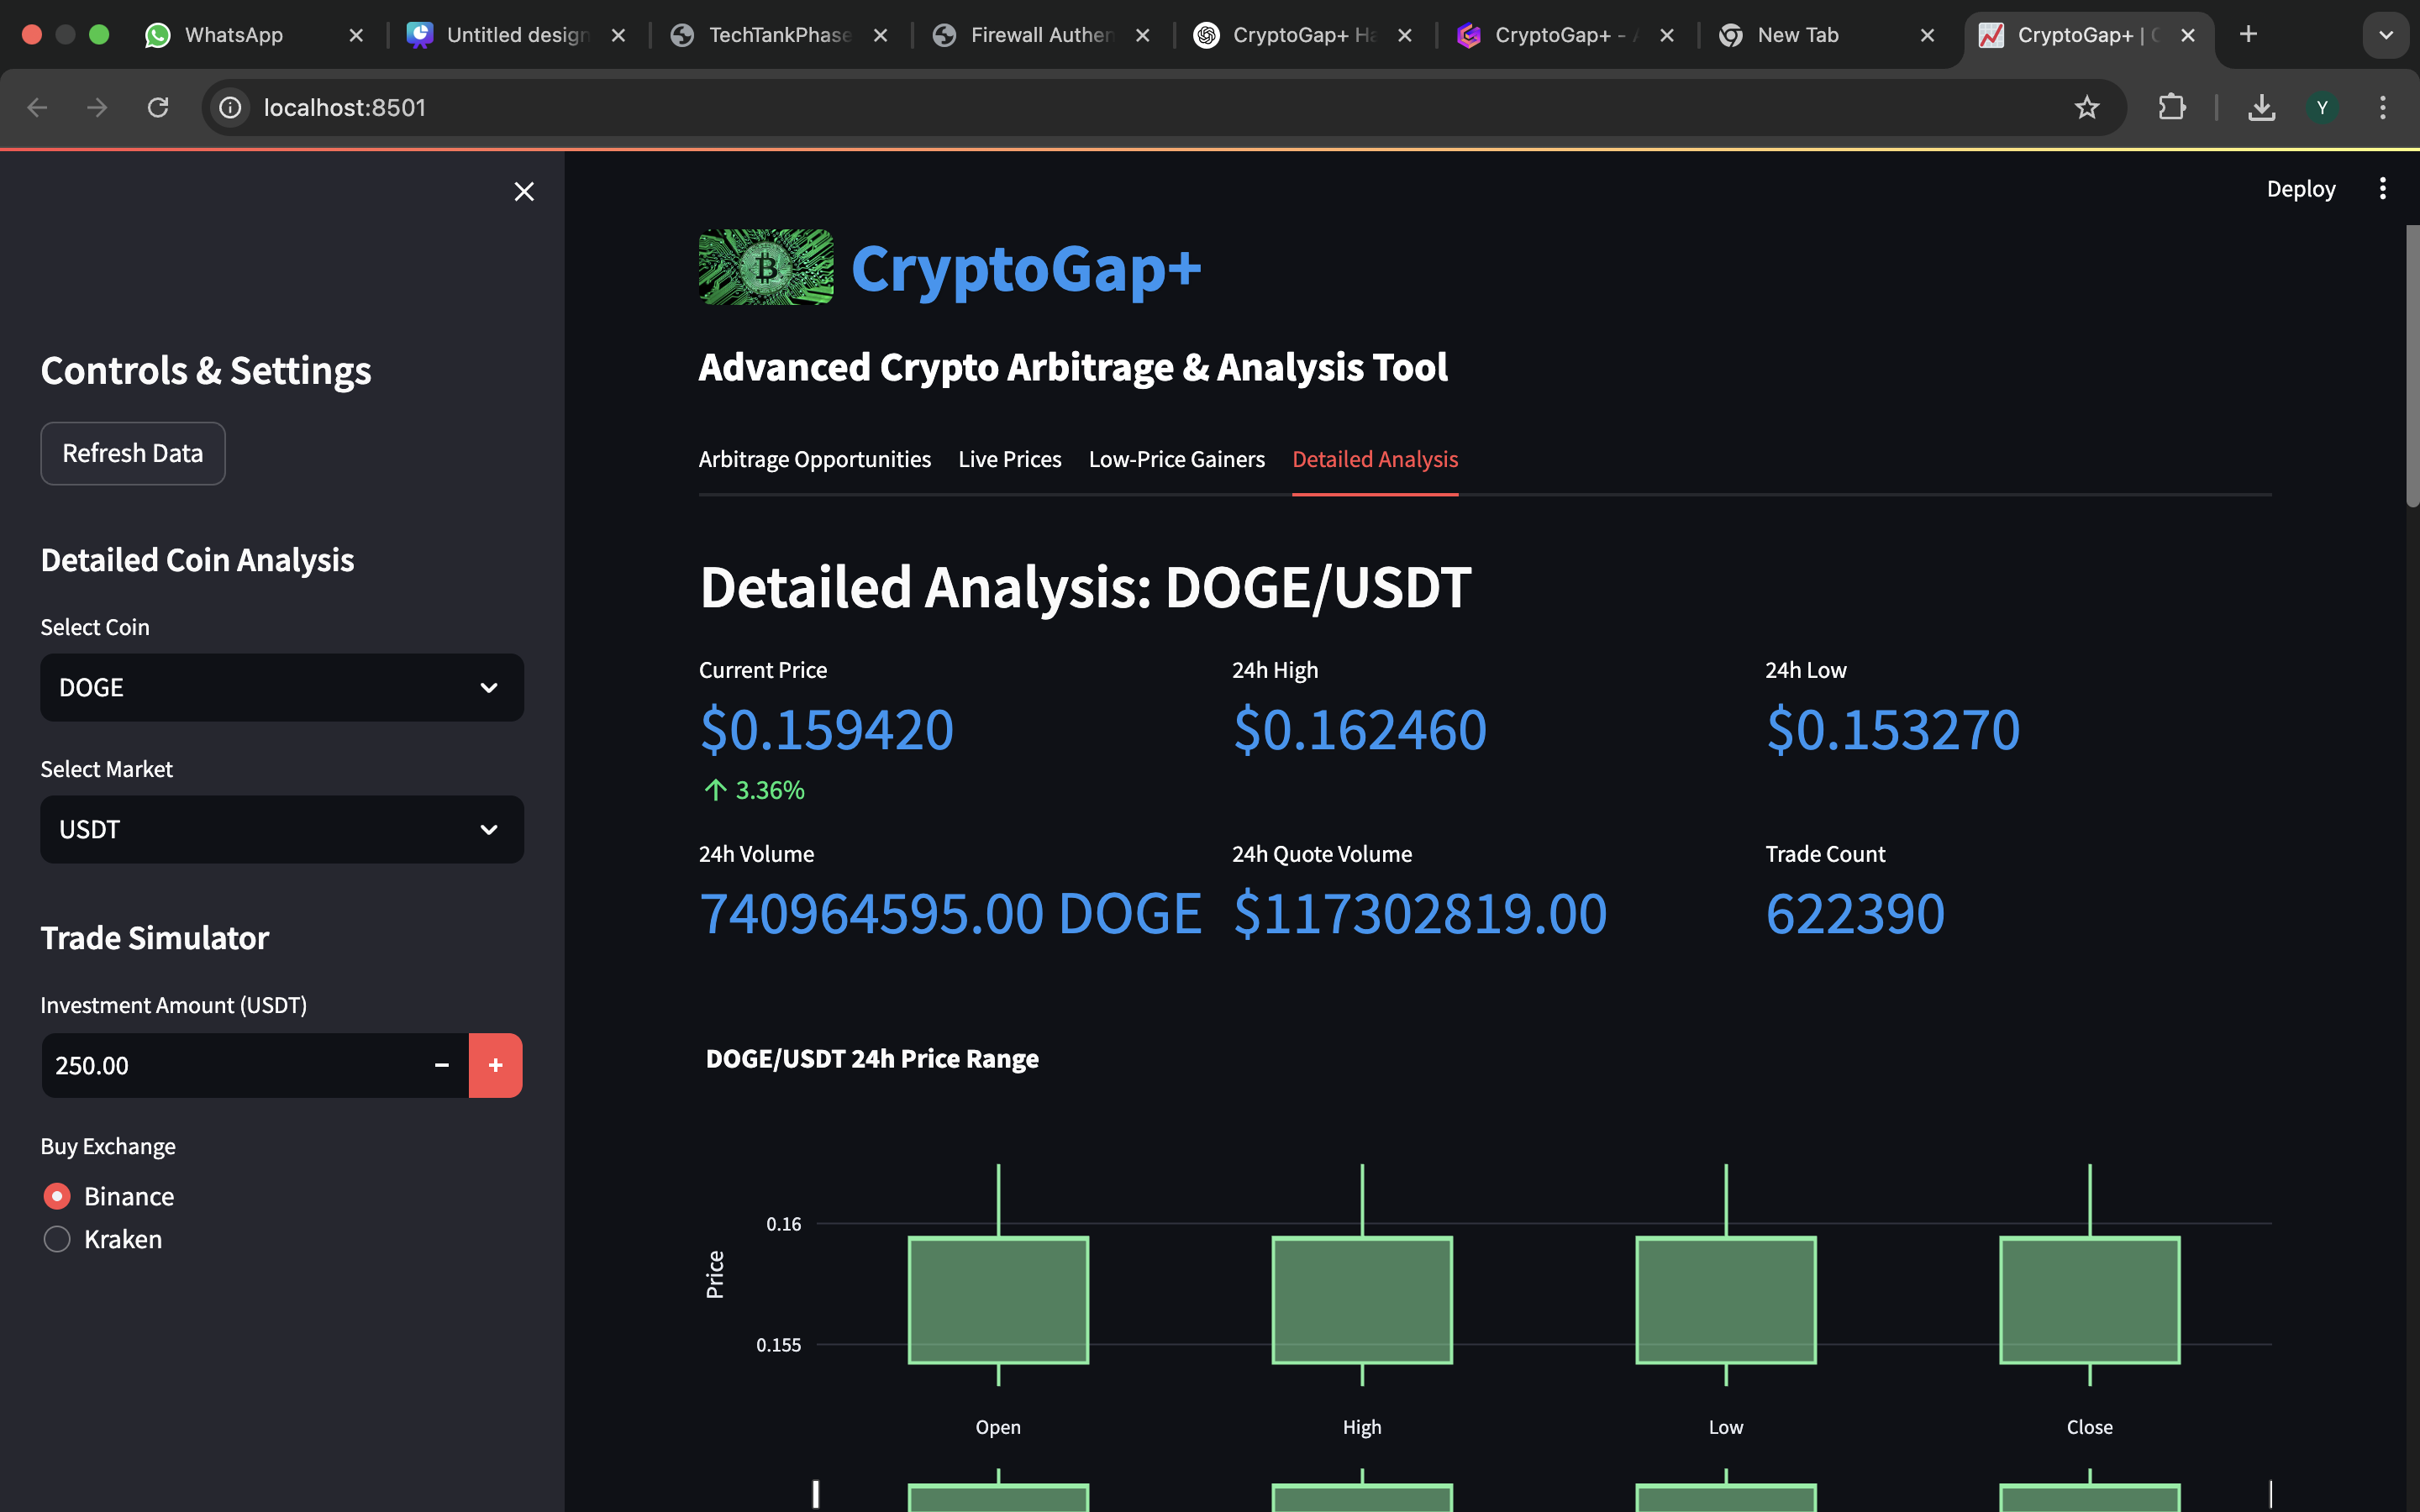 WhatsApp
Untitled design
TechTankPhase
Firewall Authen
CryptoGap+ Ha
CryptoGap+ - A
New Tab
CryptoGap+ | C
localhost:8501
Y
Deploy
Controls & Settings
Refresh Data
Detailed Coin Analysis
Select Coin
DOGE
Select Market
USDT
Trade Simulator
Investment Amount (USDT)
250.00
Buy Exchange
Binance
Kraken
CryptoGap+
Advanced Crypto Arbitrage & Analysis Tool
Arbitrage Opportunities Live Prices Low-Price Gainers Detailed Analysis
Detailed Analysis: DOGE/USDT
Current Price 24h High 24h Low
$0.159420 $0.162460 $0.153270
↑ 3.36%
24h Volume 24h Quote Volume Trade Count
740964595.00 DOGE $117302819.00 622390
DOGE/USDT 24h Price Range
0.16
Price
0.155
Open High Low Close